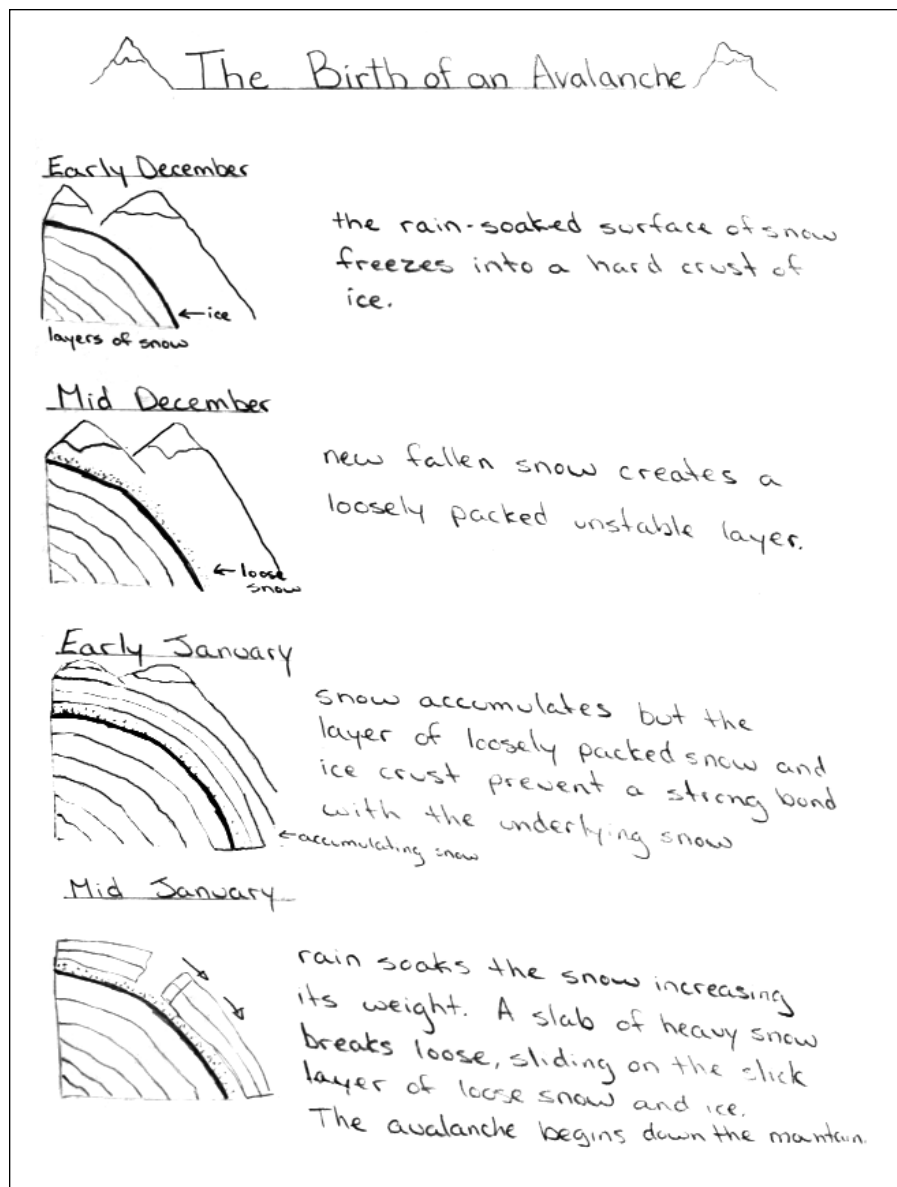 The Birth of an Avalanche
Early December
the rain-soaked surface of snow
freezes into a hard crust of
ice.
←ice
layers of snow
Mid December
new fallen snow creates a
loosely packed unstable layer.
←loose
snow
Early January
snow accumulates but the
layer of loosely packed snow and
ice crust prevent a strong bond
with the underlying snow
←accumulating snow
Mid January
rain soaks the snow increasing
its weight. A slab of heavy snow
breaks loose, sliding on the slick
layer of loose snow and ice.
The avalanche begins down the mantain.